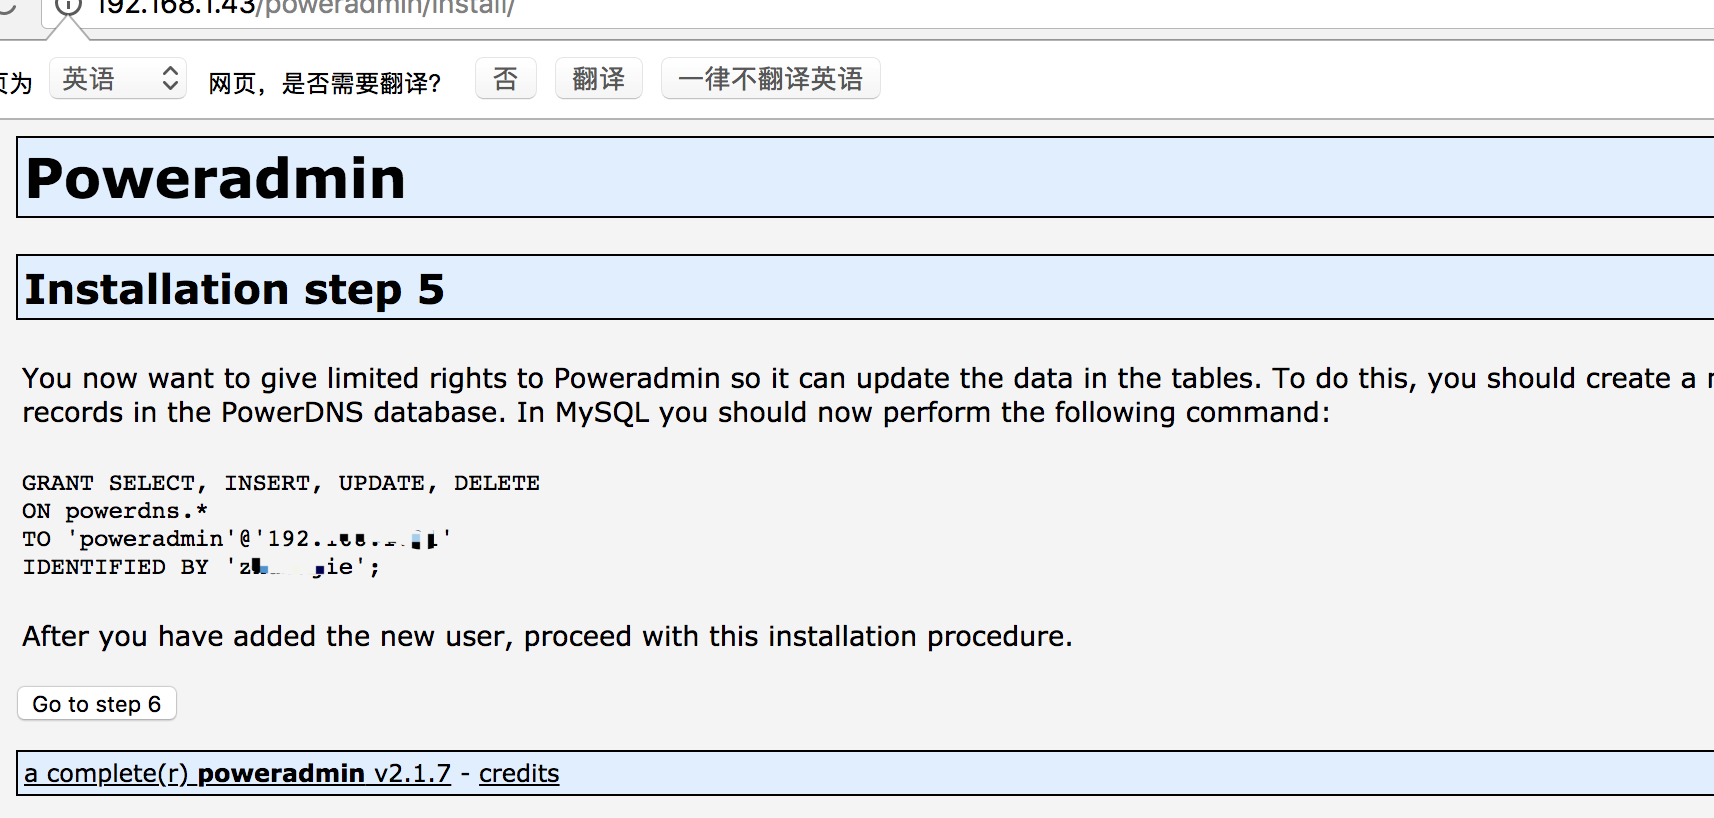 192.168.1.43/poweradmin/install/
页为 英语 网页，是否需要翻译？ 否 翻译 一律不翻译英语
Poweradmin
Installation step 5
You now want to give limited rights to Poweradmin so it can update the data in the tables. To do this, you should create a
records in the PowerDNS database. In MySQL you should now perform the following command:
GRANT SELECT, INSERT, UPDATE, DELETE
ON powerdns.*
TO 'poweradmin'@'192.
IDENTIFIED BY
After you have added the new user, proceed with this installation procedure.
Go to step 6
a complete(r) poweradmin v2.1.7 - credits